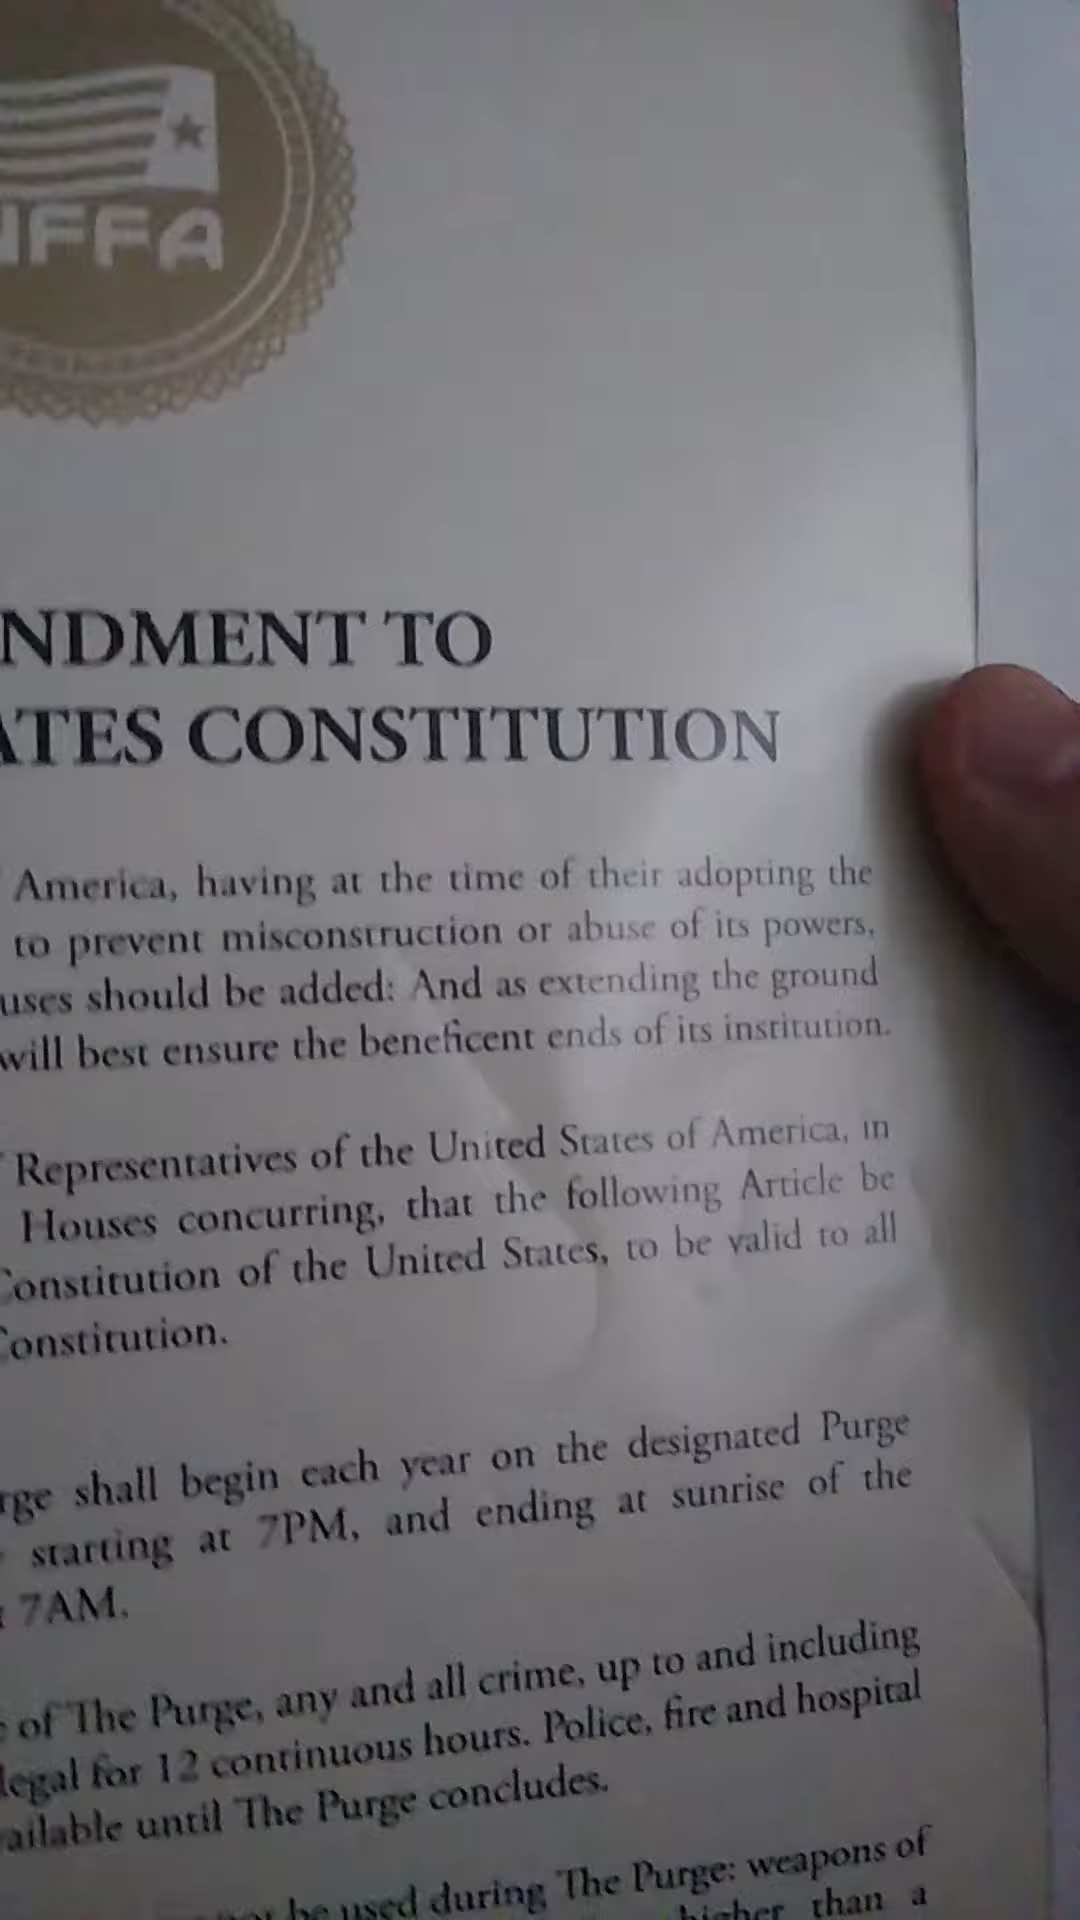 NFFA
NDMENT TO
ATES CONSTITUTION
America, having at the time of their adopting the
to prevent misconstruction or abuse of its powers,
uses should be added: And as extending the ground
will best ensure the beneficent ends of its institution.
Representatives of the United States of America, in
Houses concurring, that the following Article be
Constitution of the United States, to be valid to all
Constitution.
rge shall begin each year on the designated Purge
starting at 7PM, and ending at sunrise of the
7AM.
of The Purge, any and all crime, up to and including
legal for 12 continuous hours. Police, fire and hospital
ailable until The Purge concludes.
be used during The Purge: weapons of
higher than a